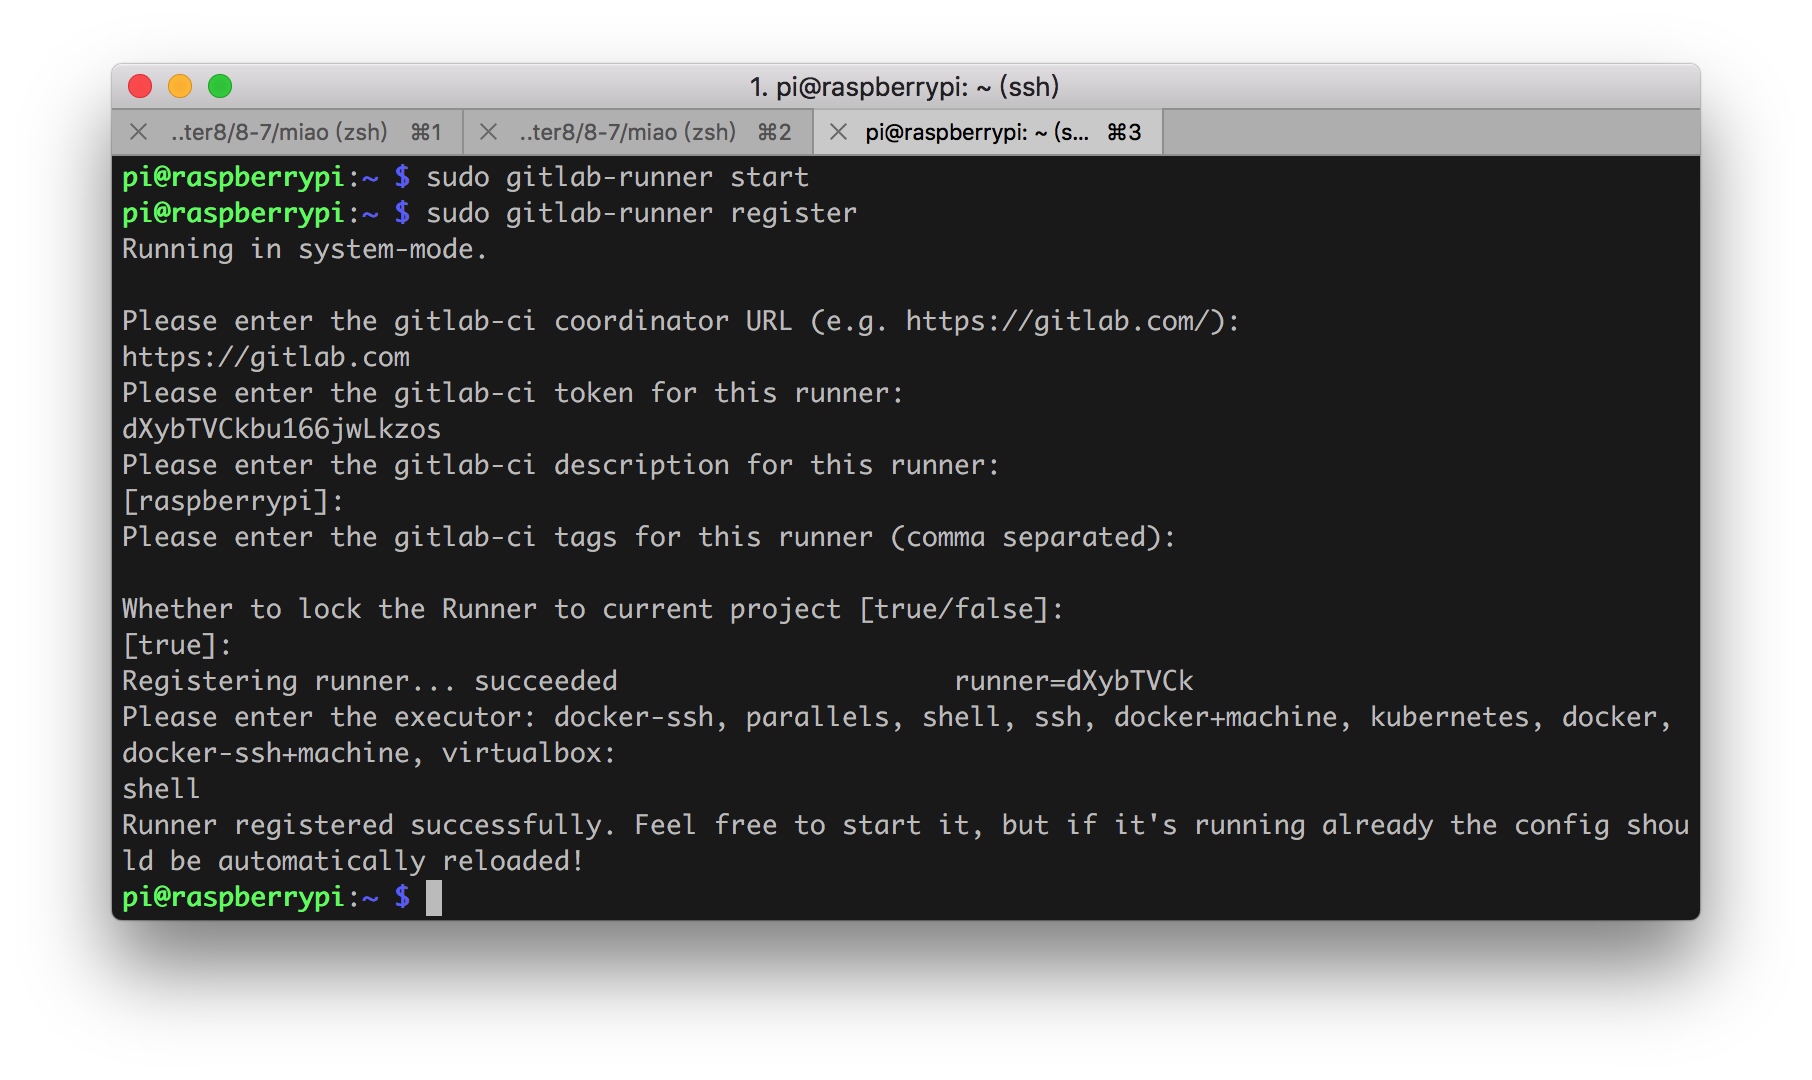 1. pi@raspberrypi: ~ (ssh)
..ter8/8-7/miao (zsh) ⌘1 ..ter8/8-7/miao (zsh) ⌘2 pi@raspberrypi: ~ (s... ⌘3
pi@raspberrypi:~ $ sudo gitlab-runner start
pi@raspberrypi:~ $ sudo gitlab-runner register
Running in system-mode.
Please enter the gitlab-ci coordinator URL (e.g. https://gitlab.com/):
https://gitlab.com
Please enter the gitlab-ci token for this runner:
dXybTVCkbu166jwLkzos
Please enter the gitlab-ci description for this runner:
[raspberrypi]:
Please enter the gitlab-ci tags for this runner (comma separated):
Whether to lock the Runner to current project [true/false]:
[true]:
Registering runner... succeeded                     runner=dXybTVCk
Please enter the executor: docker-ssh, parallels, shell, ssh, docker+machine, kubernetes, docker,
docker-ssh+machine, virtualbox:
shell
Runner registered successfully. Feel free to start it, but if it's running already the config shou
ld be automatically reloaded!
pi@raspberrypi:~ $